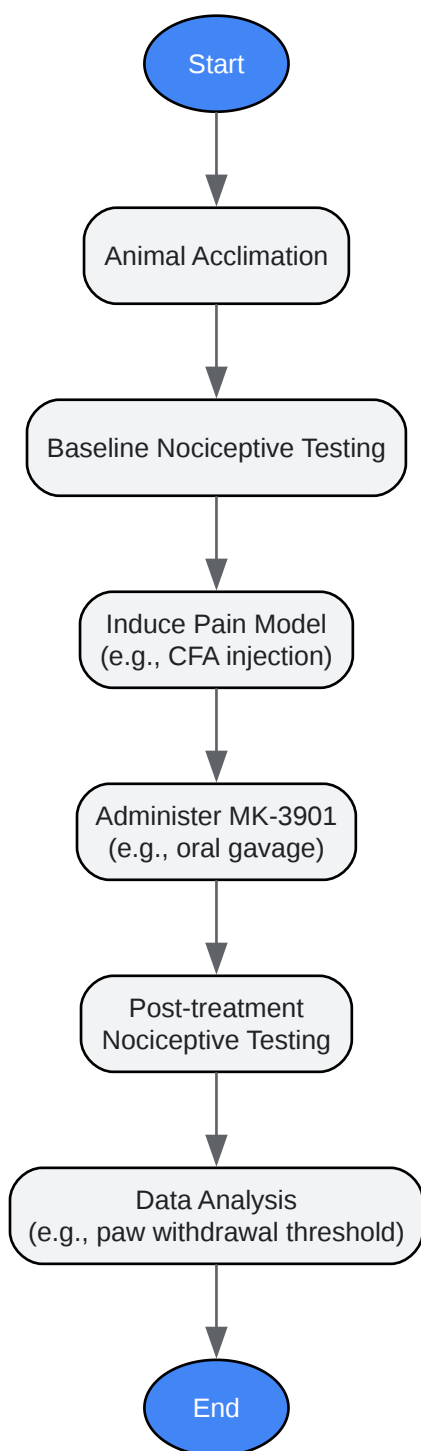 Start
Animal Acclimation
Baseline Nociceptive Testing
Induce Pain Model
(e.g., CFA injection)
Administer MK-3901
(e.g., oral gavage)
Post-treatment
Nociceptive Testing
Data Analysis
(e.g., paw withdrawal threshold)
End